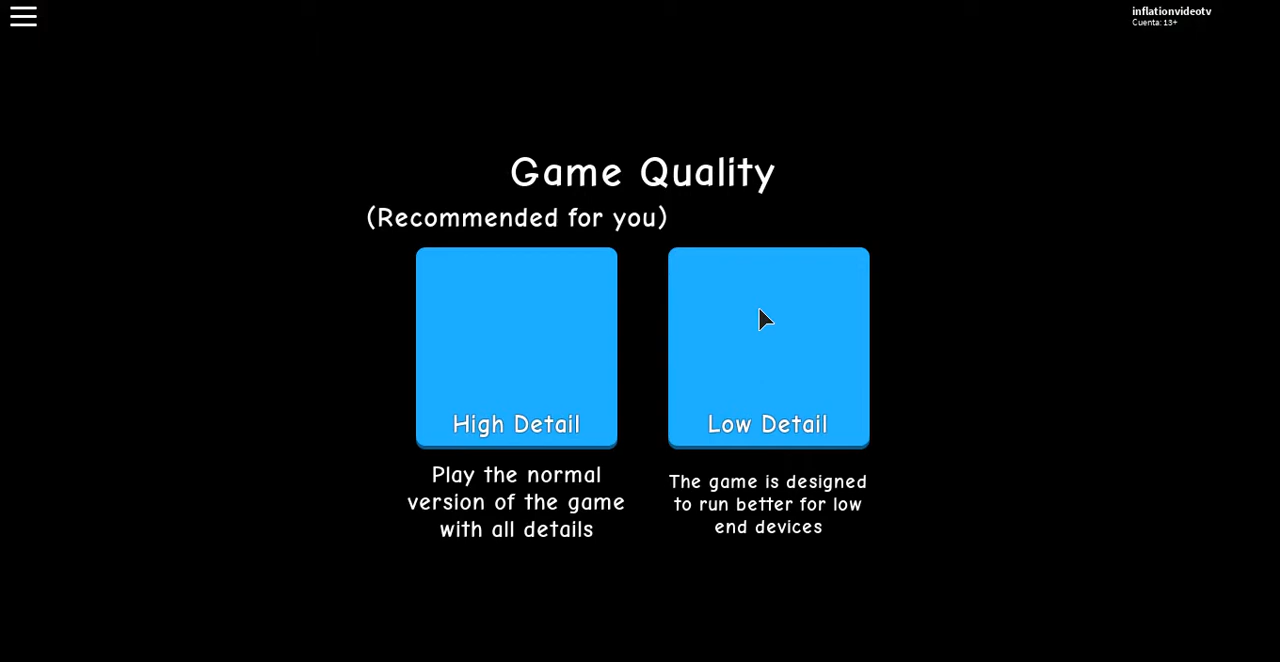 inflationvideotv
Cuenta: 13+
Game Quality
(Recommended for you)
High Detail
Play the normal
version of the game
with all details
Low Detail
The game is designed
to run better for low
end devices